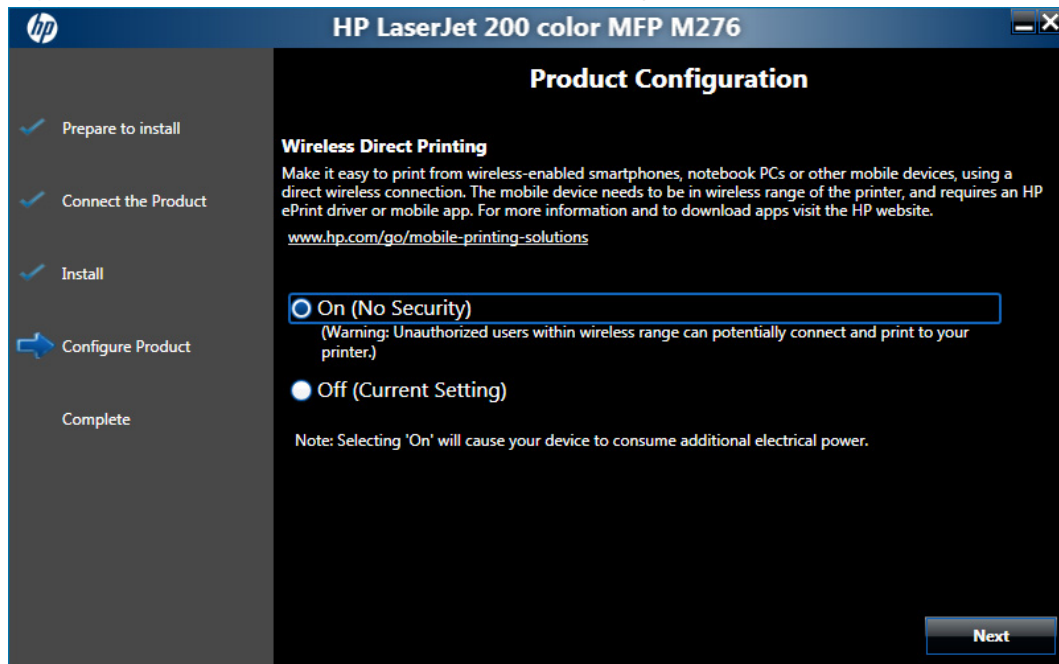 hp
HP LaserJet 200 color MFP M276
Product Configuration
Prepare to install
Connect the Product
Install
Configure Product
Complete
Wireless Direct Printing
Make it easy to print from wireless-enabled smartphones, notebook PCs or other mobile devices, using a
direct wireless connection. The mobile device needs to be in wireless range of the printer, and requires an HP
ePrint driver or mobile app. For more information and to download apps visit the HP website.
www.hp.com/go/mobile-printing-solutions
On (No Security)
(Warning: Unauthorized users within wireless range can potentially connect and print to your
printer.)
Off (Current Setting)
Note: Selecting 'On' will cause your device to consume additional electrical power.
Next